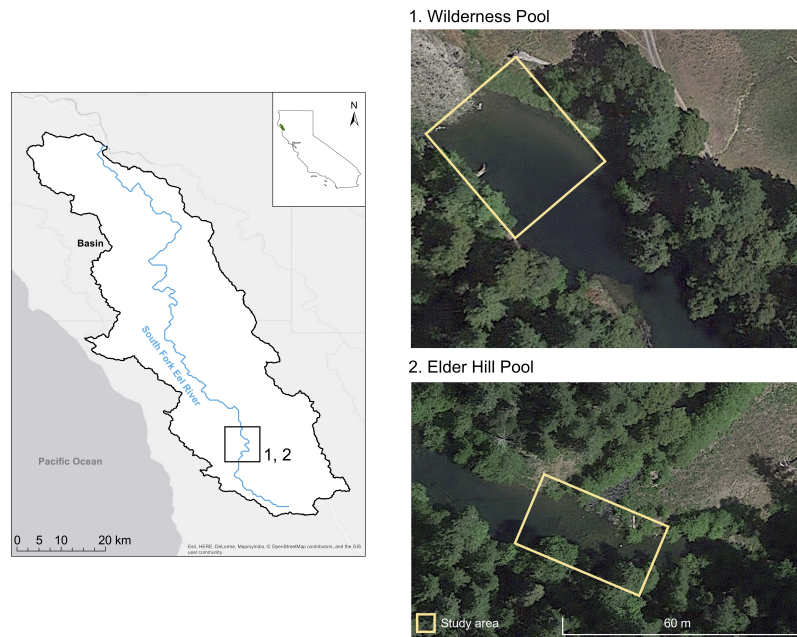 1. Wilderness Pool
N
Basin
South Fork Eel River
1, 2
Pacific Ocean
0 5 10 20 km
Esri, HERE, DeLorme, MapmyIndia, © OpenStreetMap contributors, and the GIS
user community
2. Elder Hill Pool
Study area
60 m